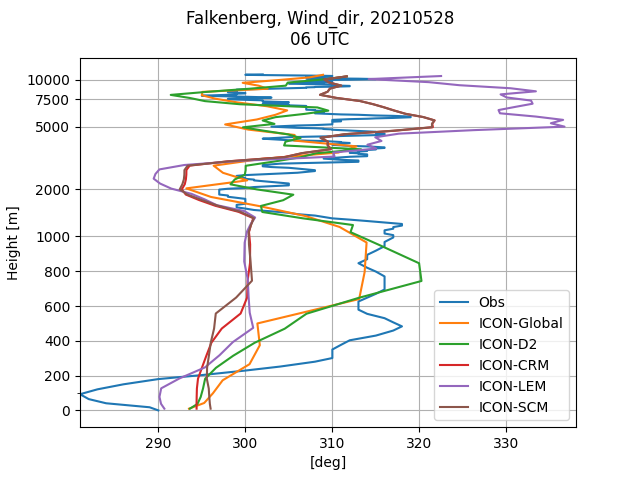 Falkenberg, Wind_dir, 20210528
06 UTC
Height [m]
10000
7500
5000
2000
1000
800
600
400
200
0
290
300
310
320
330
[deg]
Obs
ICON-Global
ICON-D2
ICON-CRM
ICON-LEM
ICON-SCM